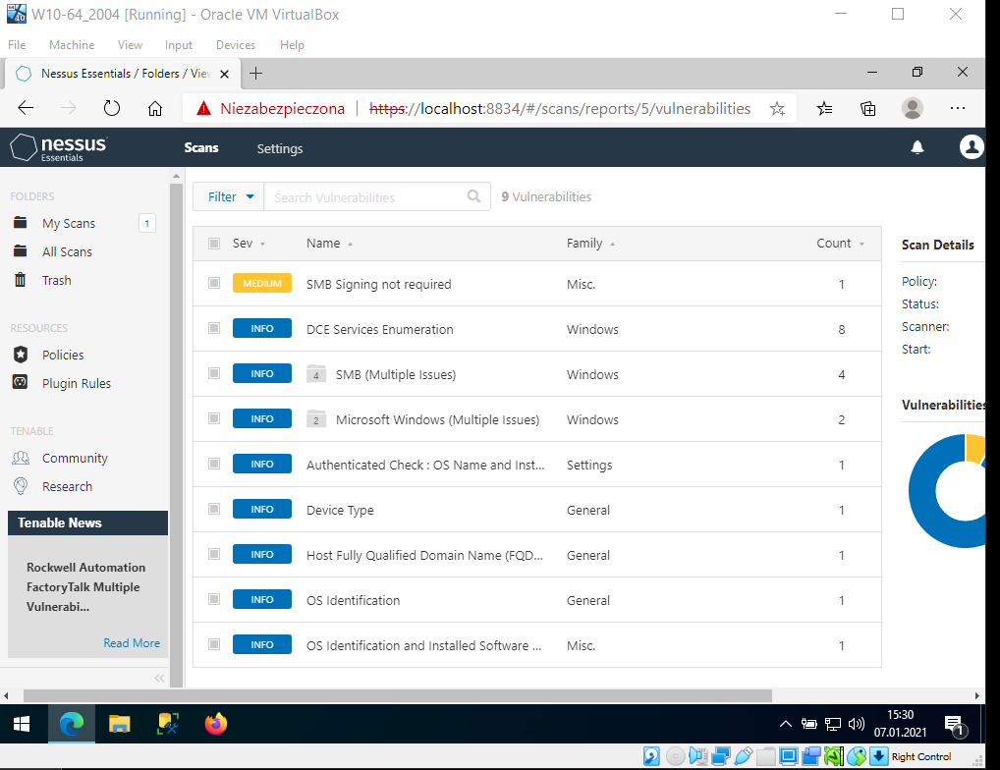 W10-64_2004 [Running] - Oracle VM VirtualBox
File Machine View Input Devices Help
Nessus Essentials / Folders / View
Niezabezpieczona https://localhost:8834/#/scans/reports/5/vulnerabilities
nessus
Essentials
Scans Settings
FOLDERS
My Scans 1
All Scans
Trash
RESOURCES
Policies
Plugin Rules
TENABLE
Community
Research
Tenable News
Rockwell Automation
FactoryTalk Multiple
Vulnerabi...
Read More
Filter Search Vulnerabilities 9 Vulnerabilities
Sev Name Family Count
MEDIUM SMB Signing not required Misc. 1
INFO DCE Services Enumeration Windows 8
INFO 4 SMB (Multiple Issues) Windows 4
INFO 2 Microsoft Windows (Multiple Issues) Windows 2
INFO Authenticated Check : OS Name and Inst... Settings 1
INFO Device Type General 1
INFO Host Fully Qualified Domain Name (FQD... General 1
INFO OS Identification General 1
INFO OS Identification and Installed Software ... Misc. 1
Scan Details
Policy:
Status:
Scanner:
Start:
Vulnerabilities
15:30
07.01.2021
1
Right Control